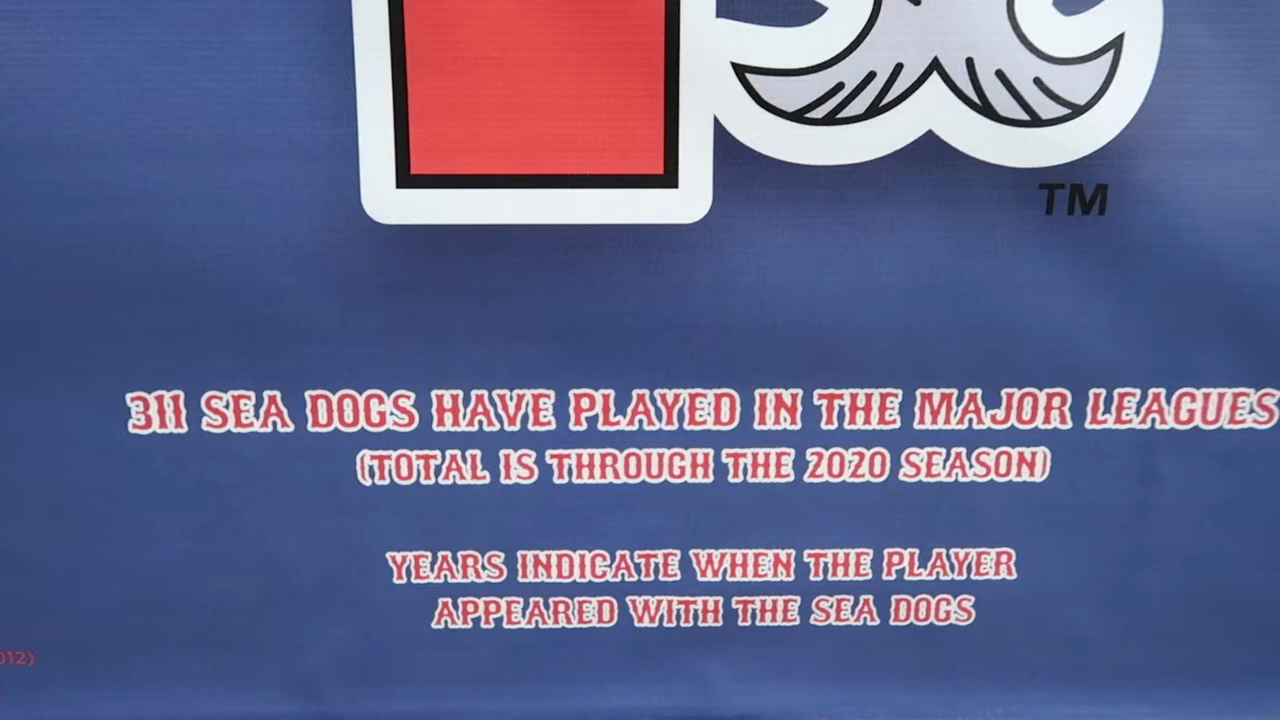 TM
311 SEA DOGS HAVE PLAYED IN THE MAJOR LEAGUES
(TOTAL IS THROUGH THE 2020 SEASON)
YEARS INDICATE WHEN THE PLAYER
APPEARED WITH THE SEA DOGS
012)